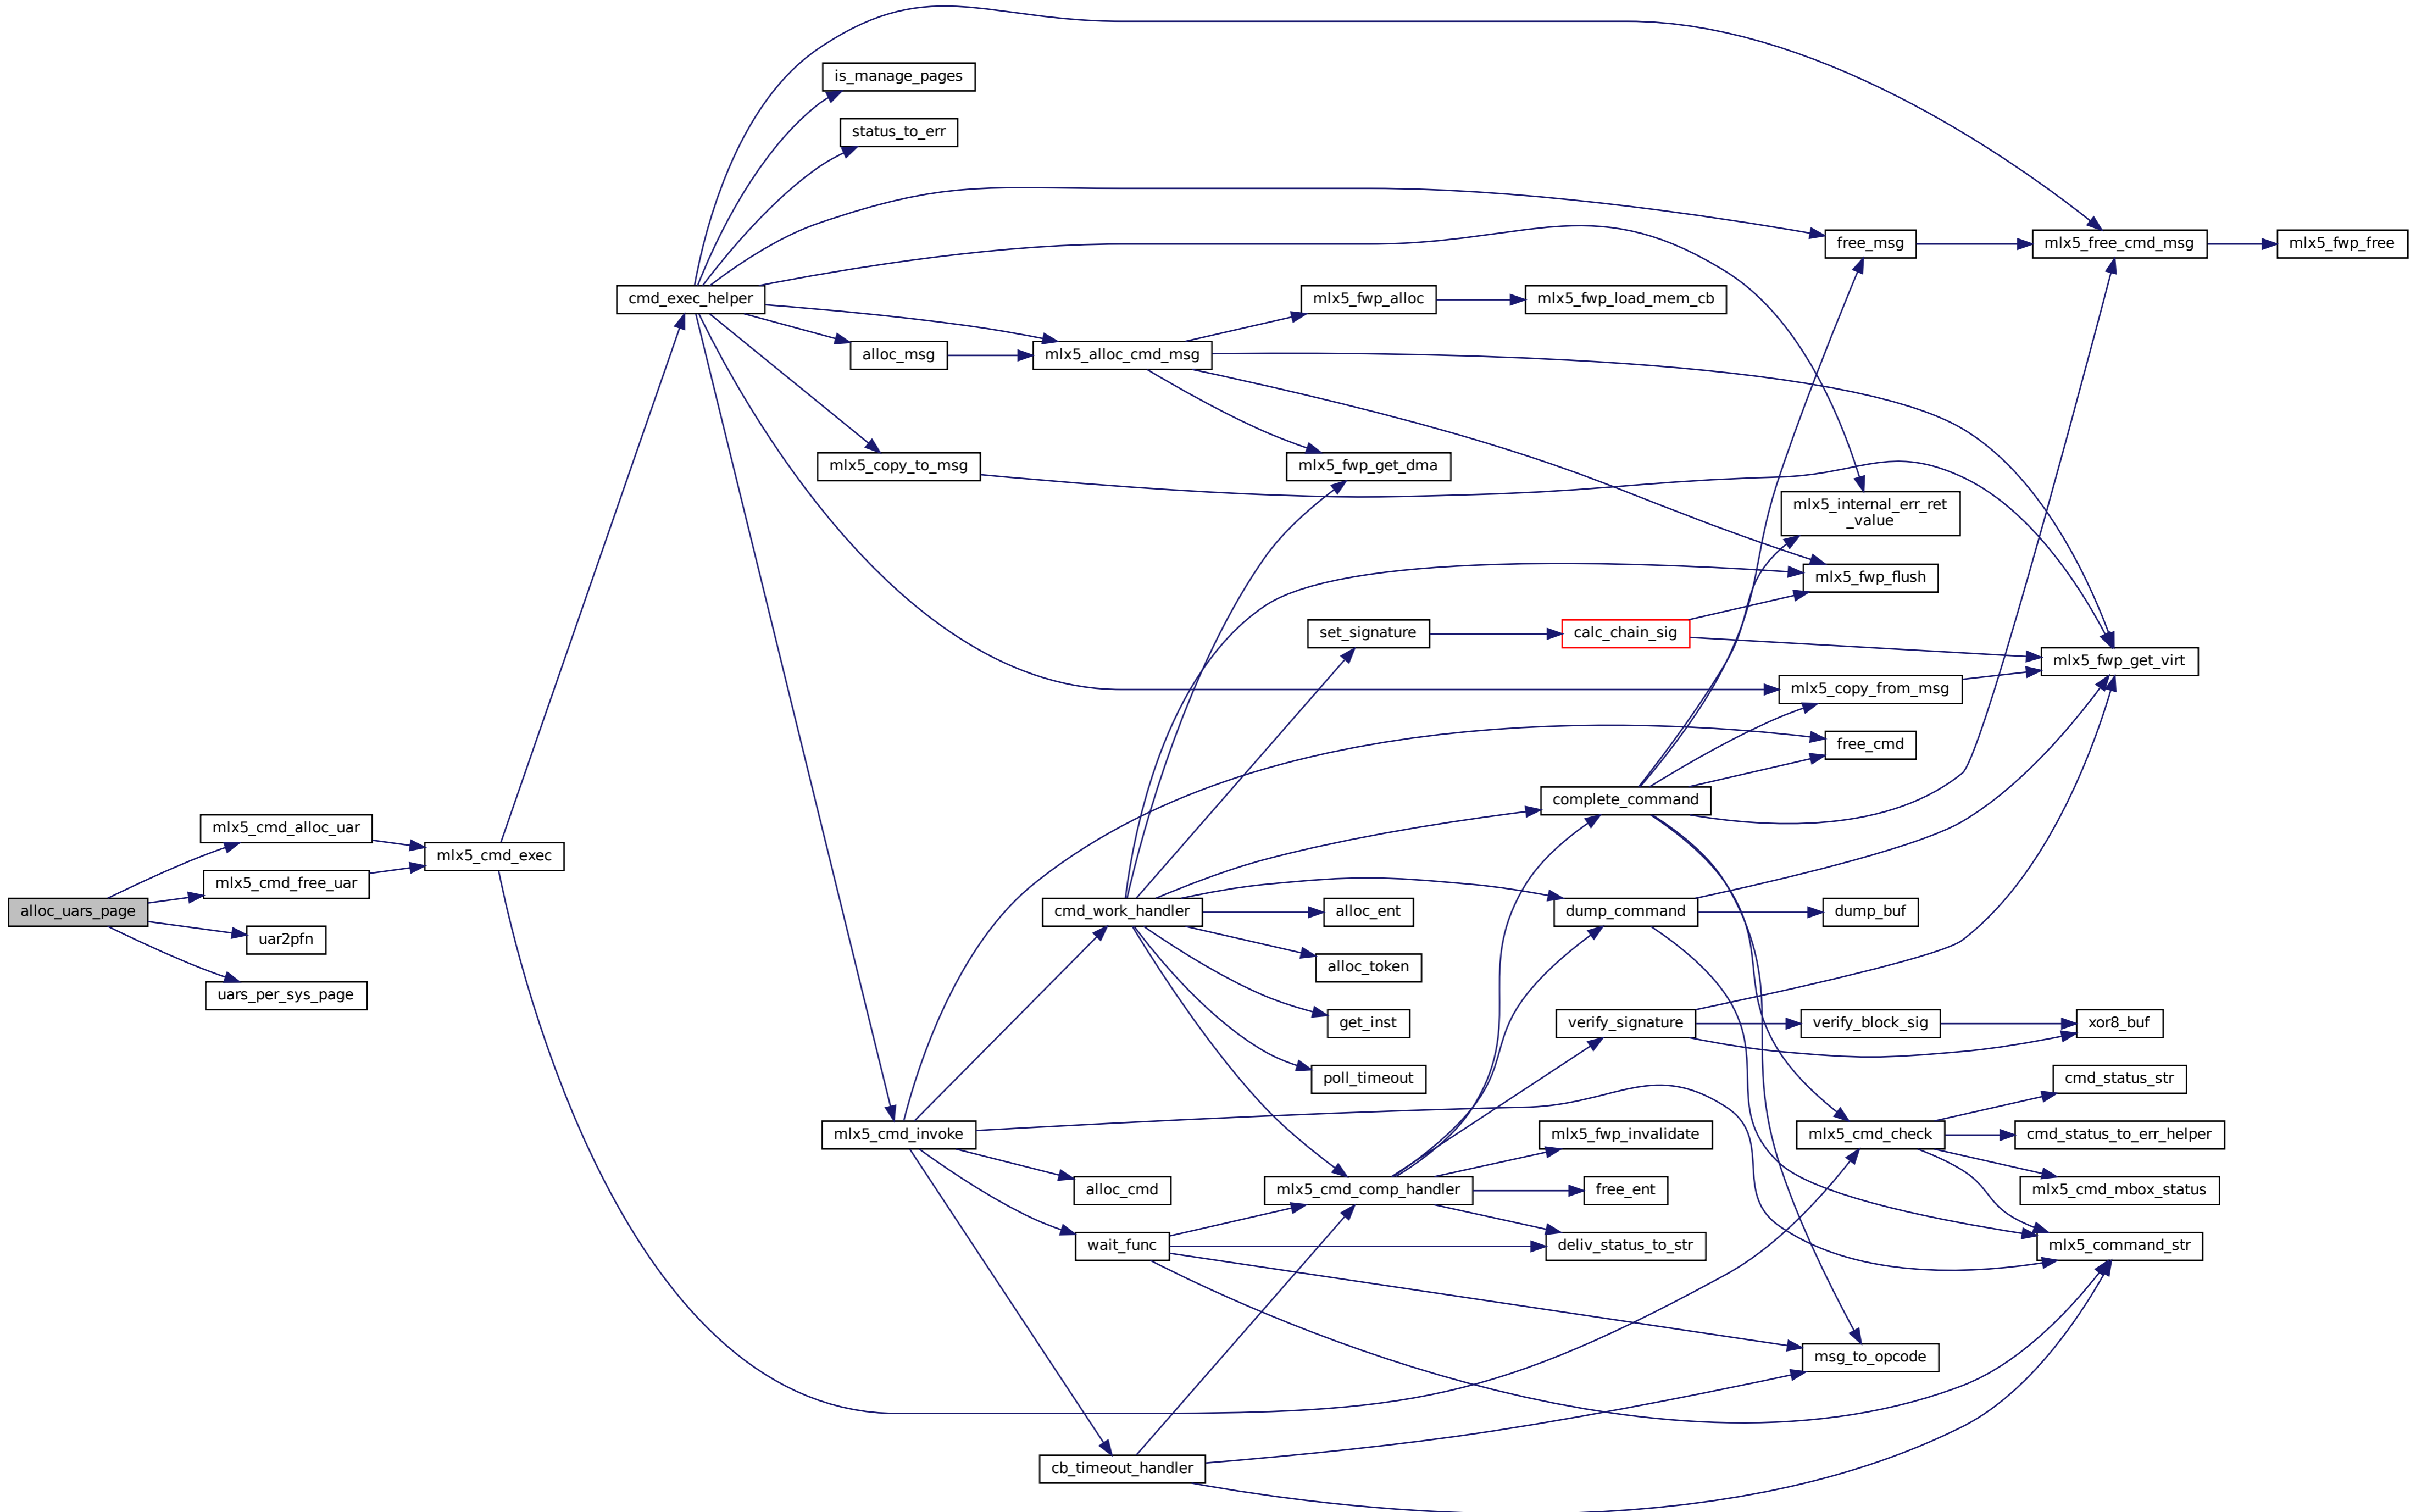 is_manage_pages
status_to_err
free_msg
mlx5_free_cmd_msg
mlx5_fwp_free
cmd_exec_helper
mlx5_fwp_alloc
mlx5_fwp_load_mem_cb
alloc_msg
mlx5_alloc_cmd_msg
mlx5_copy_to_msg
mlx5_fwp_get_dma
mlx5_internal_err_ret
_value
mlx5_fwp_flush
set_signature
calc_chain_sig
mlx5_fwp_get_virt
mlx5_copy_from_msg
free_cmd
complete_command
mlx5_cmd_alloc_uar
mlx5_cmd_exec
mlx5_cmd_free_uar
alloc_uars_page
cmd_work_handler
alloc_ent
dump_command
dump_buf
uar2pfn
alloc_token
uars_per_sys_page
get_inst
verify_signature
verify_block_sig
xor8_buf
poll_timeout
cmd_status_str
mlx5_cmd_invoke
mlx5_fwp_invalidate
mlx5_cmd_check
cmd_status_to_err_helper
alloc_cmd
mlx5_cmd_comp_handler
free_ent
mlx5_cmd_mbox_status
wait_func
deliv_status_to_str
mlx5_command_str
msg_to_opcode
cb_timeout_handler